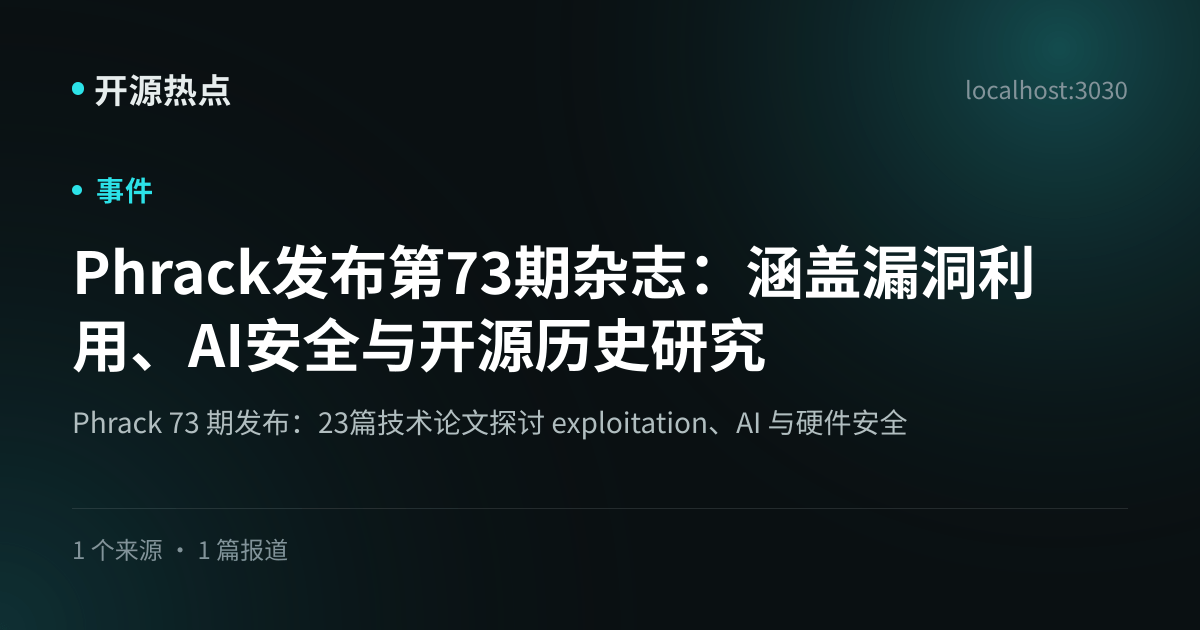 开源热点
localhost:3030
事件
Phrack发布第73期杂志：涵盖漏洞利
用、AI安全与开源历史研究
Phrack 73 期发布：23篇技术论文探讨 exploitation、AI 与硬件安全
1 个来源 · 1 篇报道